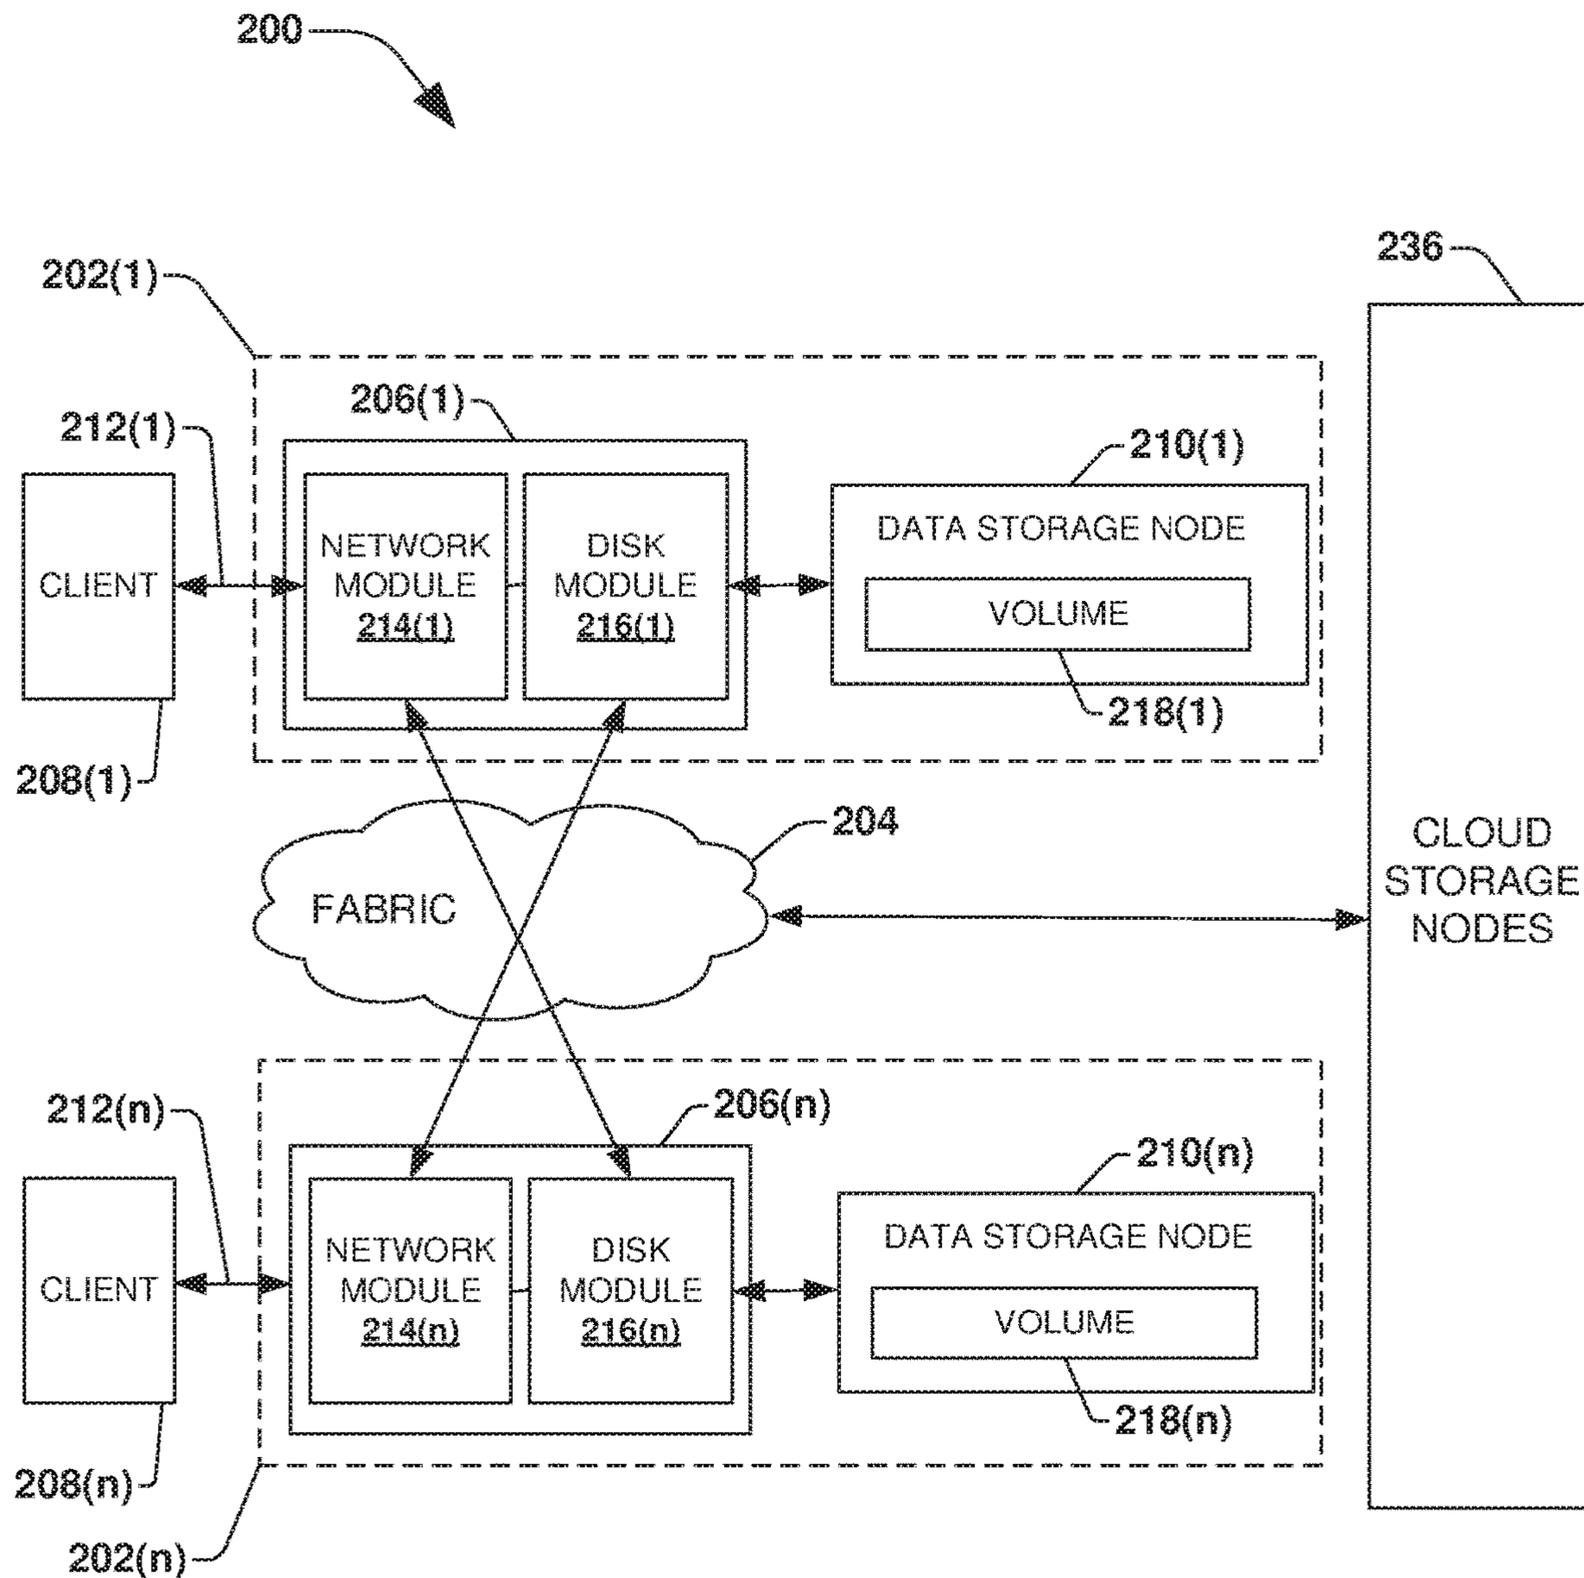 200
236
202(1)
206(1)
212(1)
210(1)
DATA STORAGE NODE
NETWORK
MODULE
214(1)
DISK
MODULE
216(1)
CLIENT
VOLUME
218(1)
208(1)
204
FABRIC
CLOUD
STORAGE
NODES
212(n)
206(n)
210(n)
DATA STORAGE NODE
NETWORK
MODULE
214(n)
DISK
MODULE
216(n)
CLIENT
VOLUME
218(n)
208(n)
202(n)